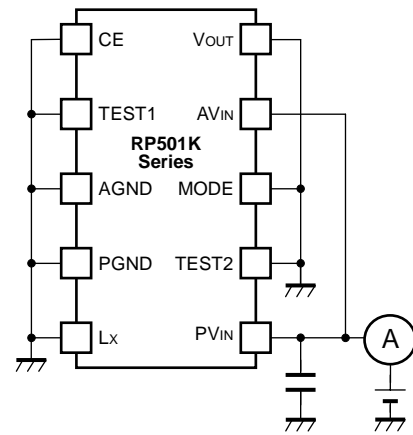 CE VOUT
TEST1 AVIN
RP501K
Series
AGND MODE
PGND TEST2
LX PVIN
A